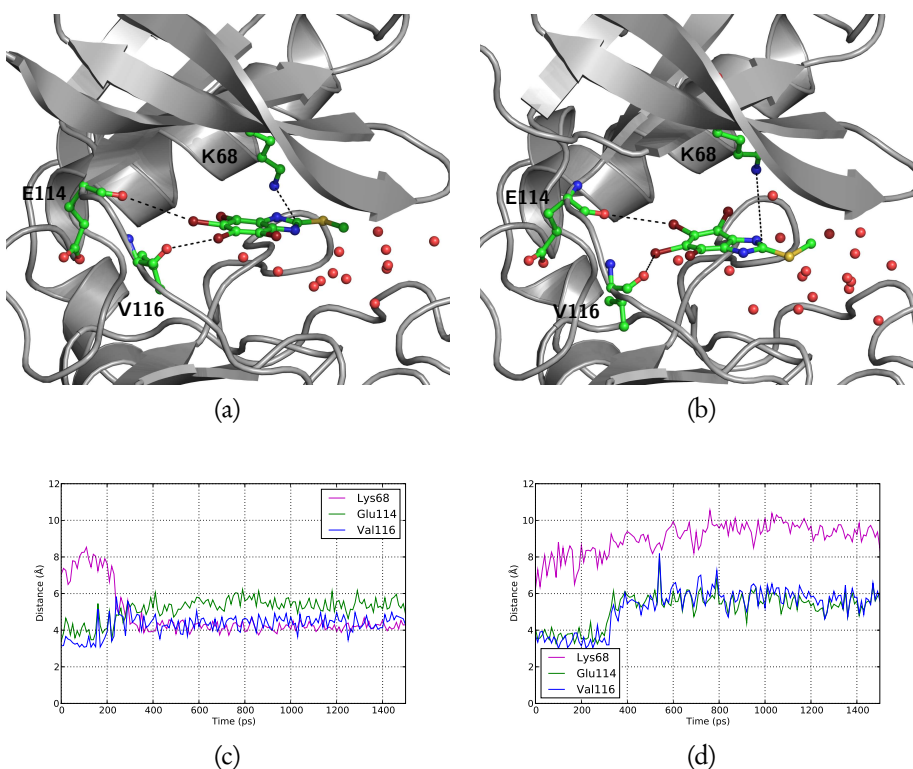 K68
E114
V116
(a)
K68
E114
V116
(b)
12
10
8
6
4
2
0
Distance (Å)
0 200 400 600 800 1000 1200 1400
Time (ps)
Lys68
Glu114
Val116
(c)
12
10
8
6
4
2
0
Distance (Å)
0 200 400 600 800 1000 1200 1400
Time (ps)
Lys68
Glu114
Val116
(d)